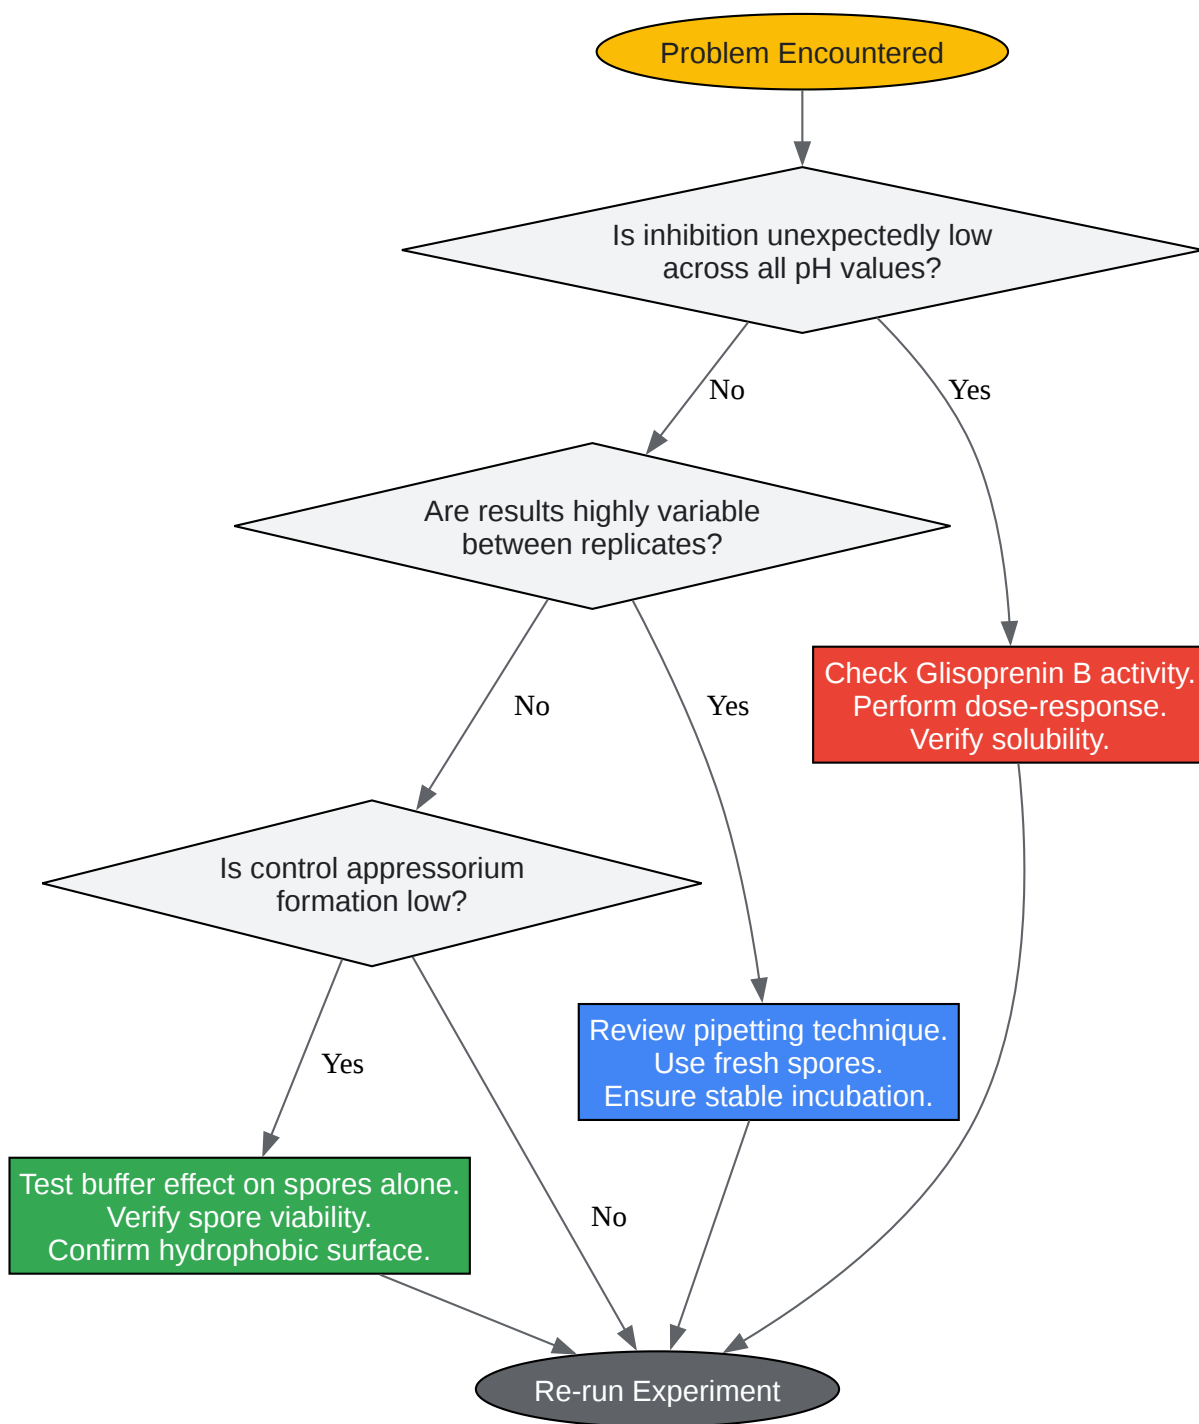 Problem Encountered
Is inhibition unexpectedly low
across all pH values?
No
Yes
Are results highly variable
between replicates?
No
Yes
Check Glisoprenin B activity.
Perform dose-response.
Verify solubility.
Is control appressorium
formation low?
Yes
No
Review pipetting technique.
Use fresh spores.
Ensure stable incubation.
Test buffer effect on spores alone.
Verify spore viability.
Confirm hydrophobic surface.
Re-run Experiment